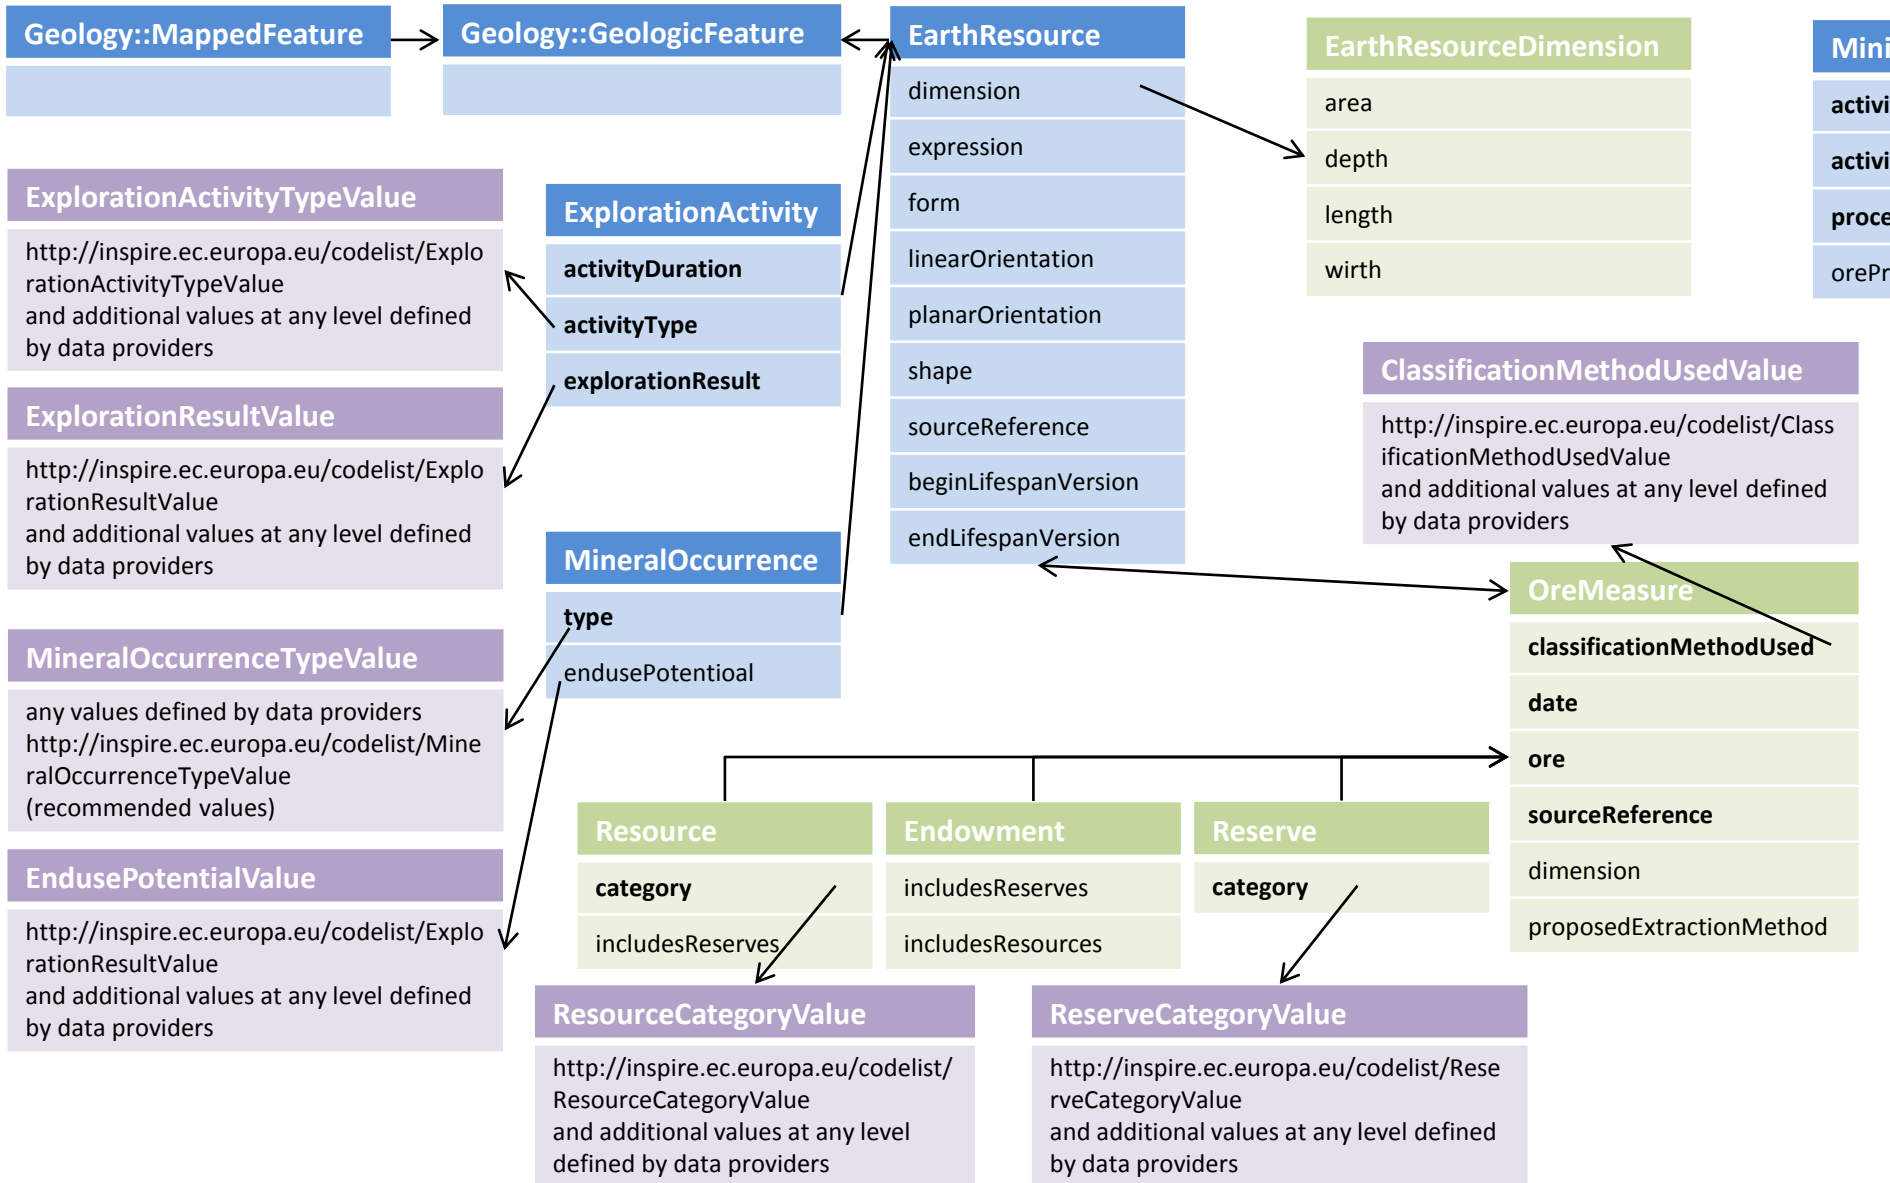 Geology::MappedFeature
Geology::GeologicFeature
EarthResource
dimension
expression
form
linearOrientation
planarOrientation
shape
sourceReference
beginLifespanVersion
endLifespanVersion
EarthResourceDimension
area
depth
length
wirth
Mini
activi
activi
proce
orePr
ExplorationActivityTypeValue
http://inspire.ec.europa.eu/codelist/Explo
rationActivityTypeValue
and additional values at any level defined
by data providers
ExplorationActivity
activityDuration
activityType
explorationResult
ExplorationResultValue
http://inspire.ec.europa.eu/codelist/Explo
rationResultValue
and additional values at any level defined
by data providers
ClassificationMethodUsedValue
http://inspire.ec.europa.eu/codelist/Class
ificationMethodUsedValue
and additional values at any level defined
by data providers
MineralOccurrence
type
endusePotentioal
MineralOccurrenceTypeValue
any values defined by data providers
http://inspire.ec.europa.eu/codelist/Mine
ralOccurrenceTypeValue
(recommended values)
OreMeasure
classificationMethodUsed
date
ore
sourceReference
dimension
proposedExtractionMethod
EndusePotentialValue
http://inspire.ec.europa.eu/codelist/Explo
rationResultValue
and additional values at any level defined
by data providers
Resource
category
includesReserves
Endowment
includesReserves
includesResources
Reserve
category
ResourceCategoryValue
http://inspire.ec.europa.eu/codelist/
ResourceCategoryValue
and additional values at any level
defined by data providers
ReserveCategoryValue
http://inspire.ec.europa.eu/codelist/Rese
rveCategoryValue
and additional values at any level defined
by data providers